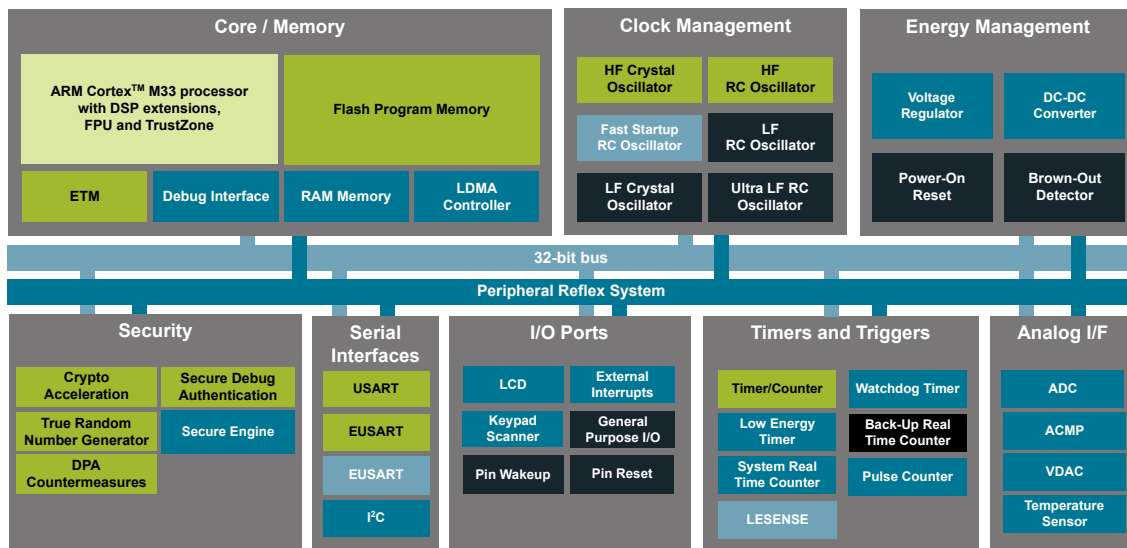 Core / Memory
ARM Cortex™ M33 processor
with DSP extensions,
FPU and TrustZone
Flash Program Memory
ETM
Debug Interface
RAM Memory
LDMA
Controller
Clock Management
HF Crystal
Oscillator
HF
RC Oscillator
Fast Startup
RC Oscillator
LF
RC Oscillator
LF Crystal
Oscillator
Ultra LF RC
Oscillator
Energy Management
Voltage
Regulator
DC-DC
Converter
Power-On
Reset
Brown-Out
Detector
32-bit bus
Peripheral Reflex System
Security
Crypto
Acceleration
Secure Debug
Authentication
True Random
Number Generator
Secure Engine
DPA
Countermeasures
Serial
Interfaces
USART
EUSART
EUSART
I²C
I/O Ports
LCD
External
Interrupts
Keypad
Scanner
General
Purpose I/O
Pin Wakeup
Pin Reset
Timers and Triggers
Timer/Counter
Watchdog Timer
Low Energy
Timer
Back-Up Real
Time Counter
System Real
Time Counter
Pulse Counter
LESENSE
Analog I/F
ADC
ACMP
VDAC
Temperature
Sensor